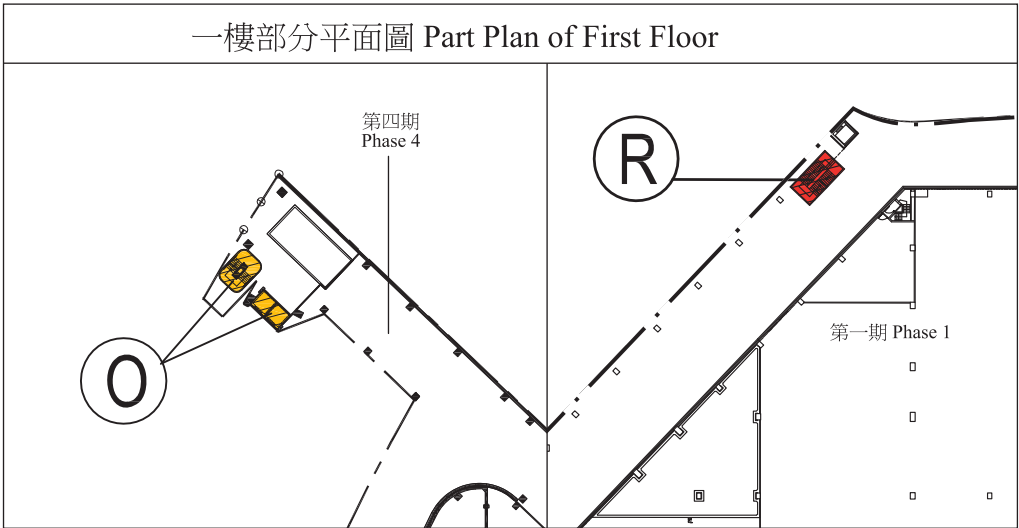 一樓部分平面圖 Part Plan of First Floor
第四期
Phase 4
R
第一期 Phase 1
O